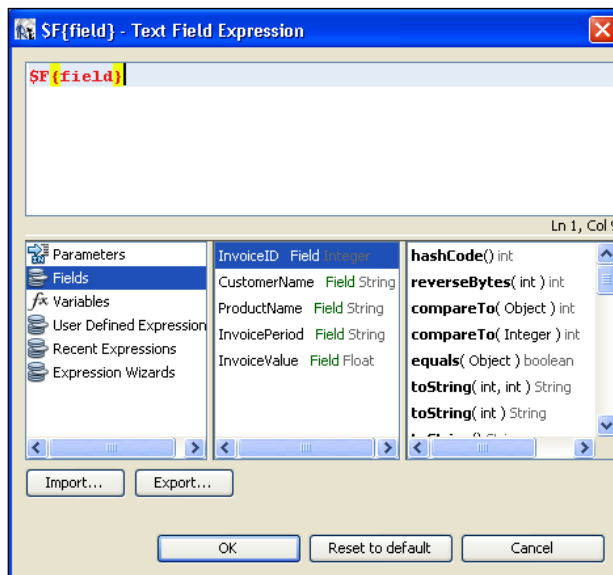 $F{field} - Text Field Expression
$F{field}
Ln 1, Col 9
Parameters
Fields
fx Variables
User Defined Expression
Recent Expressions
Expression Wizards
InvoiceID Field Integer
CustomerName Field String
ProductName Field String
InvoicePeriod Field String
InvoiceValue Field Float
hashCode() int
reverseBytes( int ) int
compareTo( Object ) int
compareTo( Integer ) int
equals( Object ) boolean
toString( int, int ) String
toString( int ) String
Import...
Export...
OK
Reset to default
Cancel